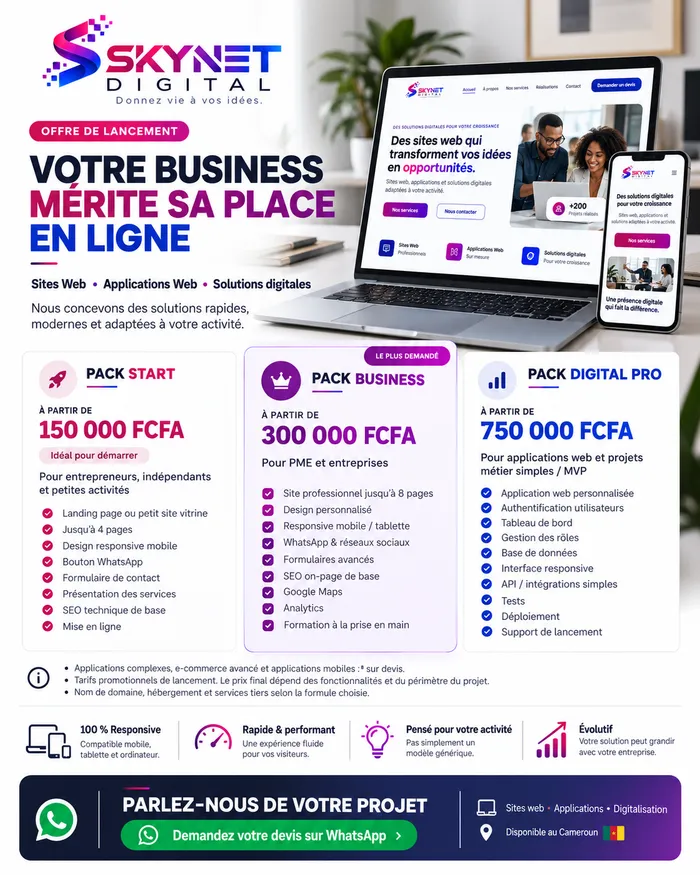 SKYNET
DIGITAL
Donnez vie à vos idées.
OFFRE DE LANCEMENT
VOTRE BUSINESS
MÉRITE SA PLACE
EN LIGNE
Sites Web • Applications Web • Solutions digitales
Nous concevons des solutions rapides,
modernes et adaptées à votre activité.
SKYNET
DIGITAL
Accueil
À propos
Nos services
Réalisations
Contact
Demander un devis
DES SOLUTIONS DIGITALES POUR VOTRE CROISSANCE
Des sites web qui
transforment vos idées
en opportunités.
Sites web, applications et solutions digitales
adaptées à votre activité.
Nos services
Nous contacter
+200
Projets réalisés
Sites Web
Professionnels
Applications Web
Sur mesure
Solutions digitales
Pour votre croissance
SKYNET
DIGITAL
Des solutions digitales
pour votre croissance
Sites web, applications et
solutions adaptées à votre activité.
Nos services
Une présence digitale
qui fait la différence.
PACK START
À PARTIR DE
150 000 FCFA
Idéal pour démarrer
Pour entrepreneurs, indépendants
et petites activités
Landing page ou petit site vitrine
Jusqu'à 4 pages
Design responsive mobile
Bouton WhatsApp
Formulaire de contact
Présentation des services
SEO technique de base
Mise en ligne
LE PLUS DEMANDÉ
PACK BUSINESS
À PARTIR DE
300 000 FCFA
Pour PME et entreprises
Site professionnel jusqu'à 8 pages
Design personnalisé
Responsive mobile / tablette
WhatsApp & réseaux sociaux
Formulaires avancés
SEO on-page de base
Google Maps
Analytics
Formation à la prise en main
PACK DIGITAL PRO
À PARTIR DE
750 000 FCFA
Pour applications web et projets
métier simples / MVP
Application web personnalisée
Authentification utilisateurs
Tableau de bord
Gestion des rôles
Base de données
Interface responsive
API / intégrations simples
Tests
Déploiement
Support de lancement
• Applications complexes, e-commerce avancé et applications mobiles :* sur devis.
• Tarifs promotionnels de lancement. Le prix final dépend des fonctionnalités et du périmètre du projet.
• Nom de domaine, hébergement et services tiers selon la formule choisie.
100 % Responsive
Compatible mobile,
tablette et ordinateur.
Rapide & performant
Une expérience fluide
pour vos visiteurs.
Pensé pour votre activité
Pas simplement un
modèle générique.
Évolutif
Votre solution peut grandir
avec votre entreprise.
PARLEZ-NOUS DE VOTRE PROJET
Demandez votre devis sur WhatsApp >
Sites web • Applications • Digitalisation
Disponible au Cameroun